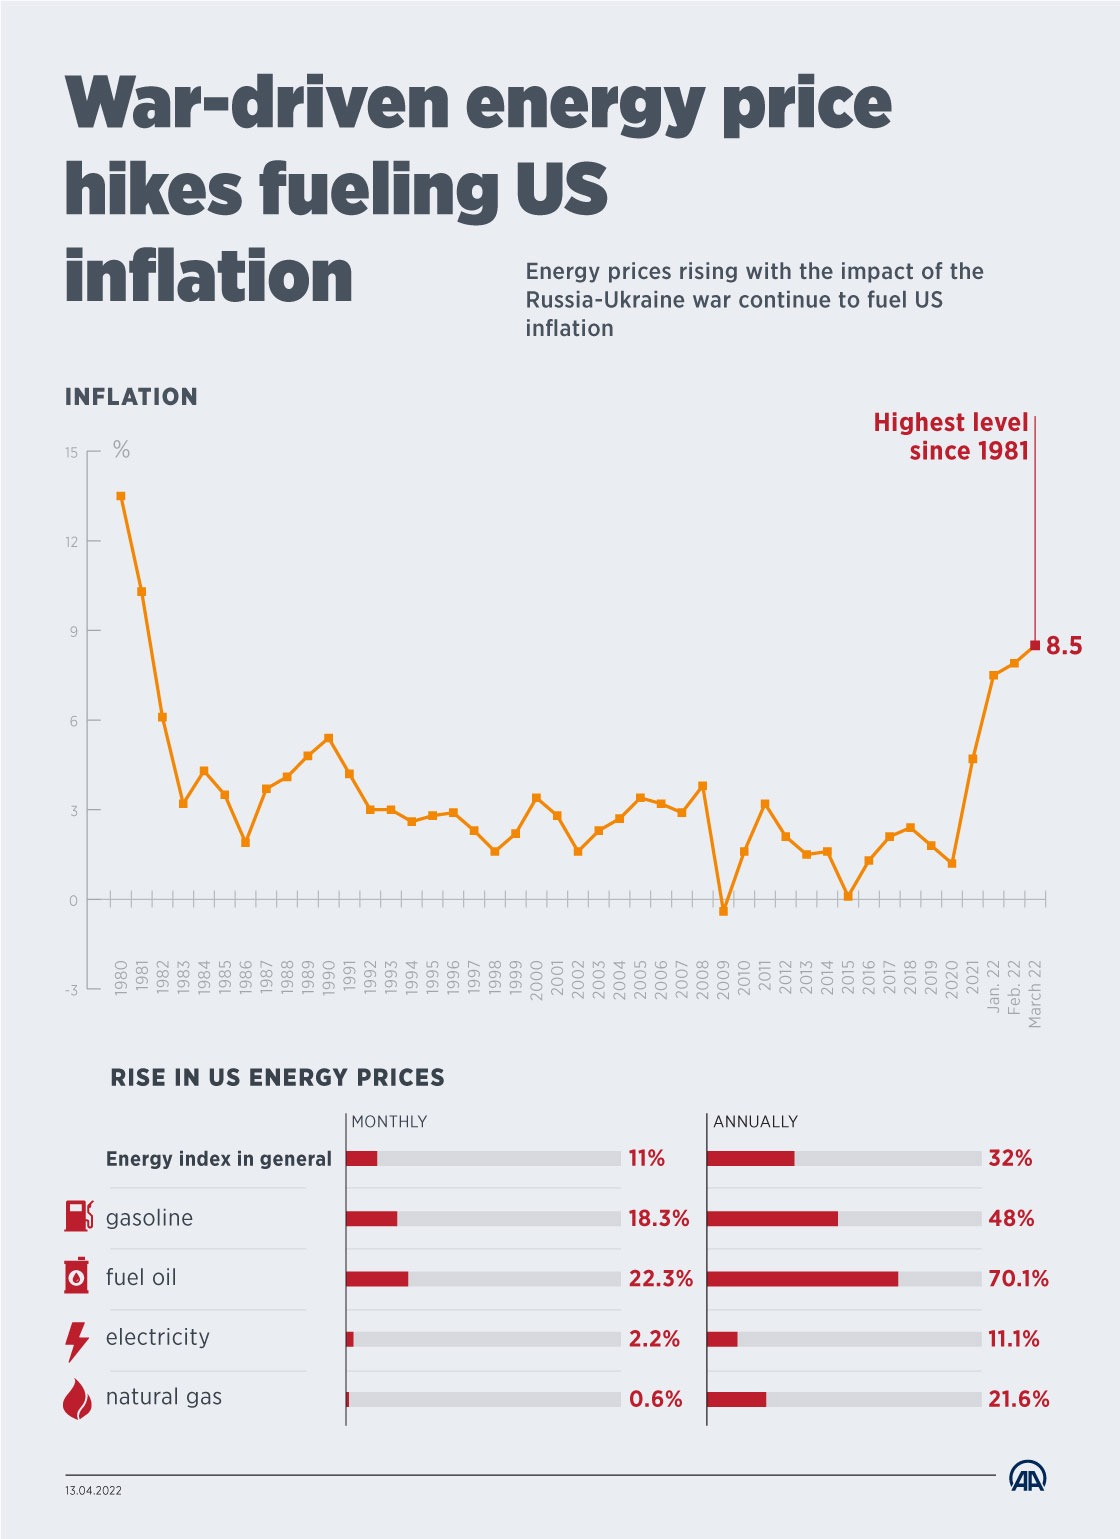 War-driven energy price
hikes fueling US
inflation
Energy prices rising with the impact of the
Russia-Ukraine war continue to fuel US
inflation
INFLATION
Highest level
since 1981
%
15
12
9
6
3
0
-3
8.5
1980
1981
1982
1983
1984
1985
1986
1987
1988
1989
1990
1991
1992
1993
1994
1995
1996
1997
1998
1999
2000
2001
2002
2003
2004
2005
2006
2007
2008
2009
2010
2011
2012
2013
2014
2015
2016
2017
2018
2019
2020
2021
Jan. 22
Feb. 22
March 22
RISE IN US ENERGY PRICES
MONTHLY
ANNUALLY
Energy index in general 11% 32%
gasoline 18.3% 48%
fuel oil 22.3% 70.1%
electricity 2.2% 11.1%
natural gas 0.6% 21.6%
13.04.2022
AA